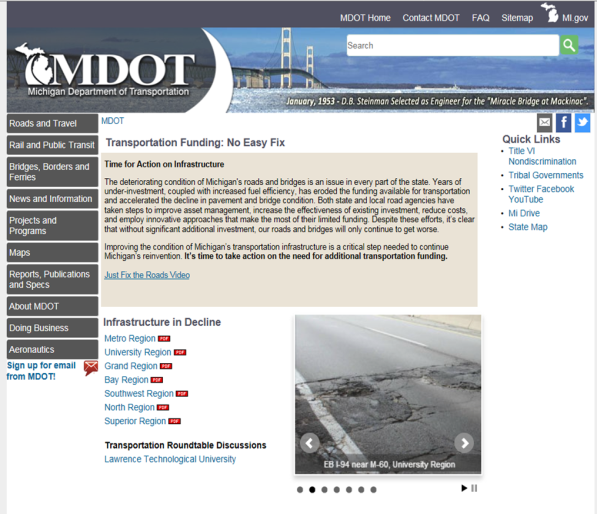 MDOT Home Contact MDOT FAQ Sitemap MI.gov
Search
MDOT
Michigan Department of Transportation
January, 1953 - D.B. Steinman Selected as Engineer for the "Miracle Bridge at Mackinac".
Roads and Travel
Rail and Public Transit
Bridges, Borders and
Ferries
News and Information
Projects and
Programs
Maps
Reports, Publications
and Specs
About MDOT
Doing Business
Aeronautics
Sign up for email
from MDOT!
MDOT
Transportation Funding: No Easy Fix
Time for Action on Infrastructure
The deteriorating condition of Michigan's roads and bridges is an issue in every part of the state. Years of
under-investment, coupled with increased fuel efficiency, has eroded the funding available for transportation
and accelerated the decline in pavement and bridge condition. Both state and local road agencies have
taken steps to improve asset management, increase the effectiveness of existing investment, reduce costs,
and employ innovative approaches that make the most of their limited funding. Despite these efforts, it's clear
that without significant additional investment, our roads and bridges will only continue to get worse.
Improving the condition of Michigan's transportation infrastructure is a critical step needed to continue
Michigan's reinvention. It's time to take action on the need for additional transportation funding.
Just Fix the Roads Video
Infrastructure in Decline
Metro Region PDF
University Region PDF
Grand Region PDF
Bay Region PDF
Southwest Region PDF
North Region PDF
Superior Region PDF
Transportation Roundtable Discussions
Lawrence Technological University
EB I-94 near M-60, University Region
Quick Links
Title VI
Nondiscrimination
Tribal Governments
Twitter Facebook
YouTube
Mi Drive
State Map